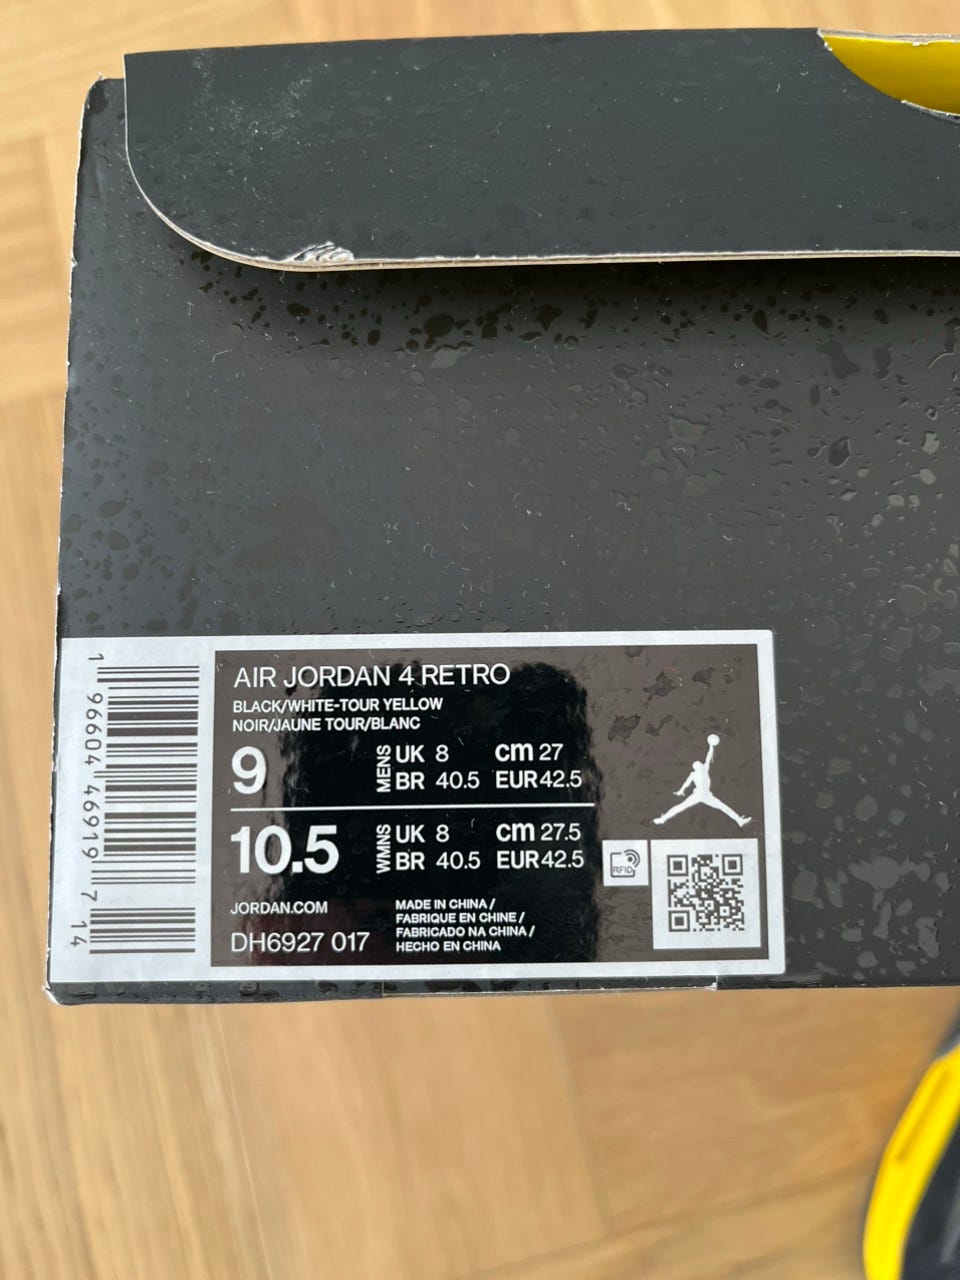 AIR JORDAN 4 RETRO
BLACK/WHITE-TOUR YELLOW
NOIR/JAUNE TOUR/BLANC
9 MENS UK 8 cm 27
BR 40.5 EUR 42.5
10.5 WMNS UK 8 cm 27.5
BR 40.5 EUR 42.5
RFID
JORDAN.COM
DH6927 017
MADE IN CHINA /
FABRIQUE EN CHINE /
FABRICADO NA CHINA /
HECHO EN CHINA
1 96604 46919 7 14